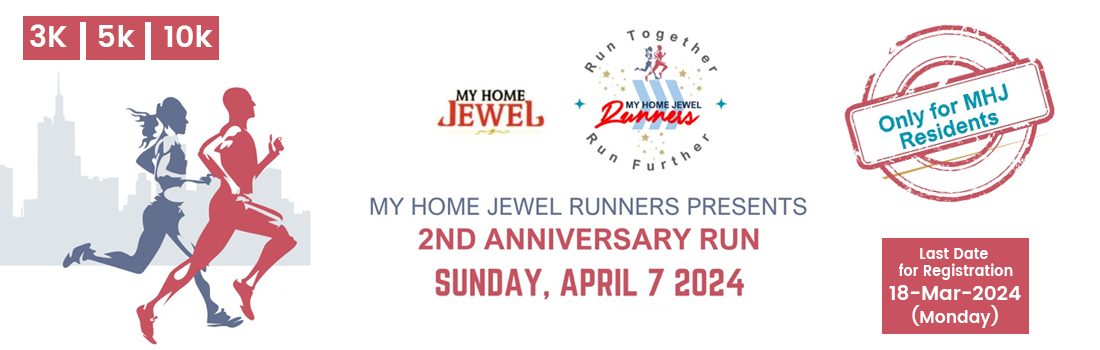 3K | 5k | 10k
MY HOME
JEWEL
Run Together
MY HOME JEWEL
Runners
Run Further
Only for MHJ
Residents
MY HOME JEWEL RUNNERS PRESENTS
2ND ANNIVERSARY RUN
SUNDAY, APRIL 7 2024
Last Date
for Registration
18-Mar-2024
(Monday)